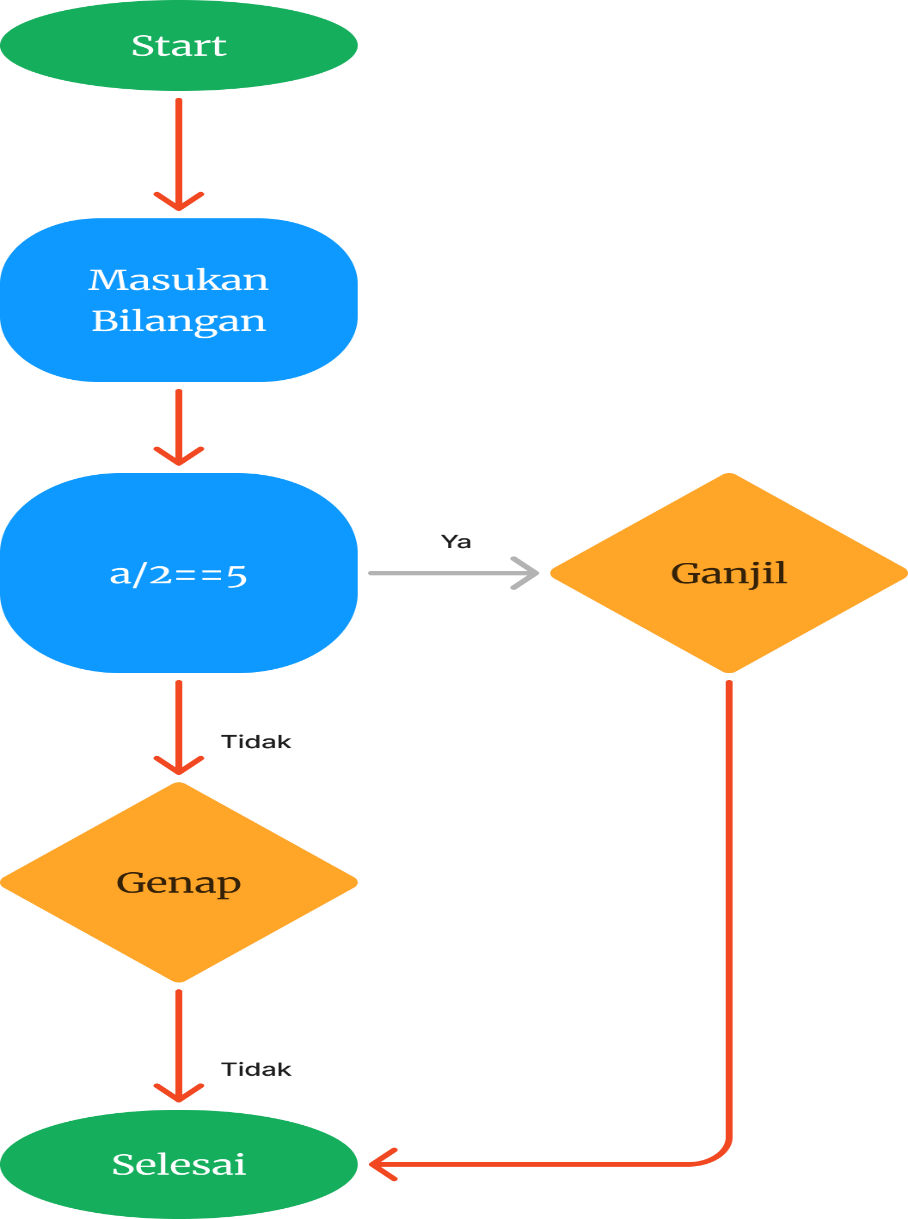 Start
Masukan
Bilangan
a/2==5
Ya
Ganjil
Tidak
Genap
Tidak
Selesai